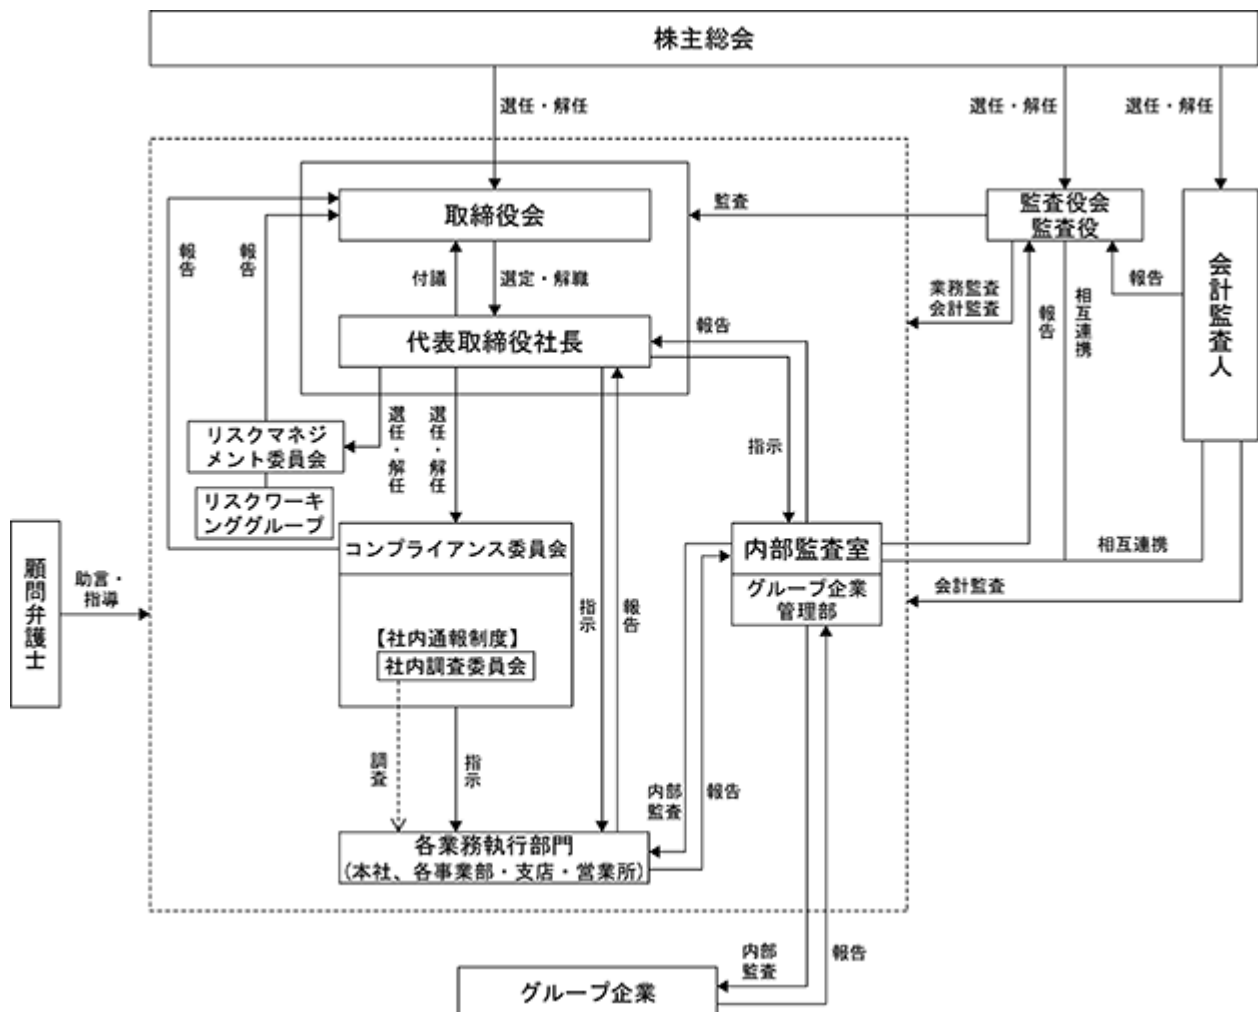 株主総会
選任・解任
選任・解任
選任・解任
取締役会
監査
監査役会
監査役
会計監査人
報告
報告
付議
選定・解職
業務監査
会計監査
報告
相互連携
報告
代表取締役社長
報告
選任・解任
選任・解任
指示
リスクマネジ
メント委員会
リスクワーキ
ンググループ
コンプライアンス委員会
内部監査室
相互連携
顧問弁護士
助言・
指導
グループ企業
管理部
会計監査
指示
報告
【社内通報制度】
社内調査委員会
調査
指示
内部
監査
報告
各業務執行部門
(本社、各事業部・支店・営業所)
内部
監査
報告
グループ企業